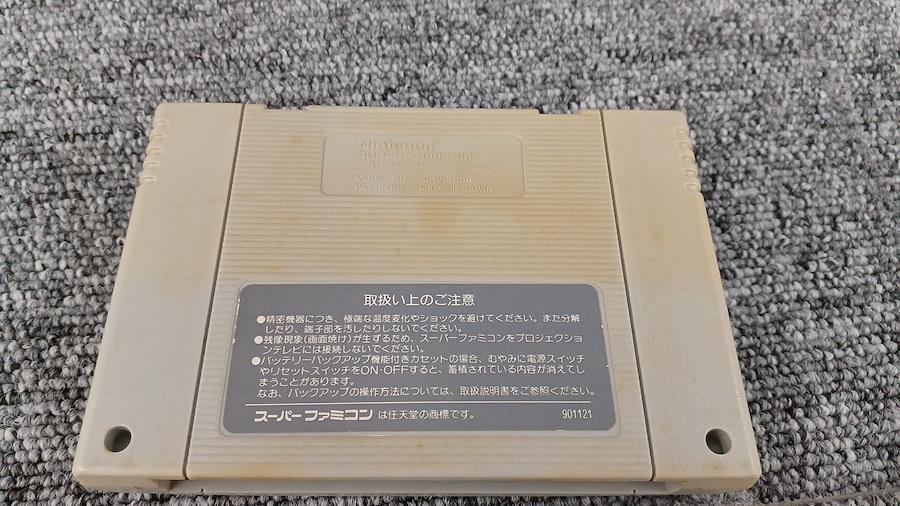 Nintendo
SUPER FAMICOM
CASSETTE
MODEL NO. SHVC-006
PAT. PEND. MADE IN JAPAN
取扱い上のご注意
●精密機器につき、極端な温度変化やショックを避けてください。また分解
したり、端子部を汚したりしないでください。
●残像現象(画面焼け)が生ずるため、スーパーファミコンをプロジェクション
テレビには接続しないでください。
●バッテリーバックアップ機能付きカセットの場合、むやみに電源スイッチ
やリセットスイッチをON・OFFすると、蓄積されている内容が消えてし
まうことがあります。
なお、バックアップの操作方法については、取扱説明書をご参照ください。
スーパーファミコンは任天堂の商標です。 901121